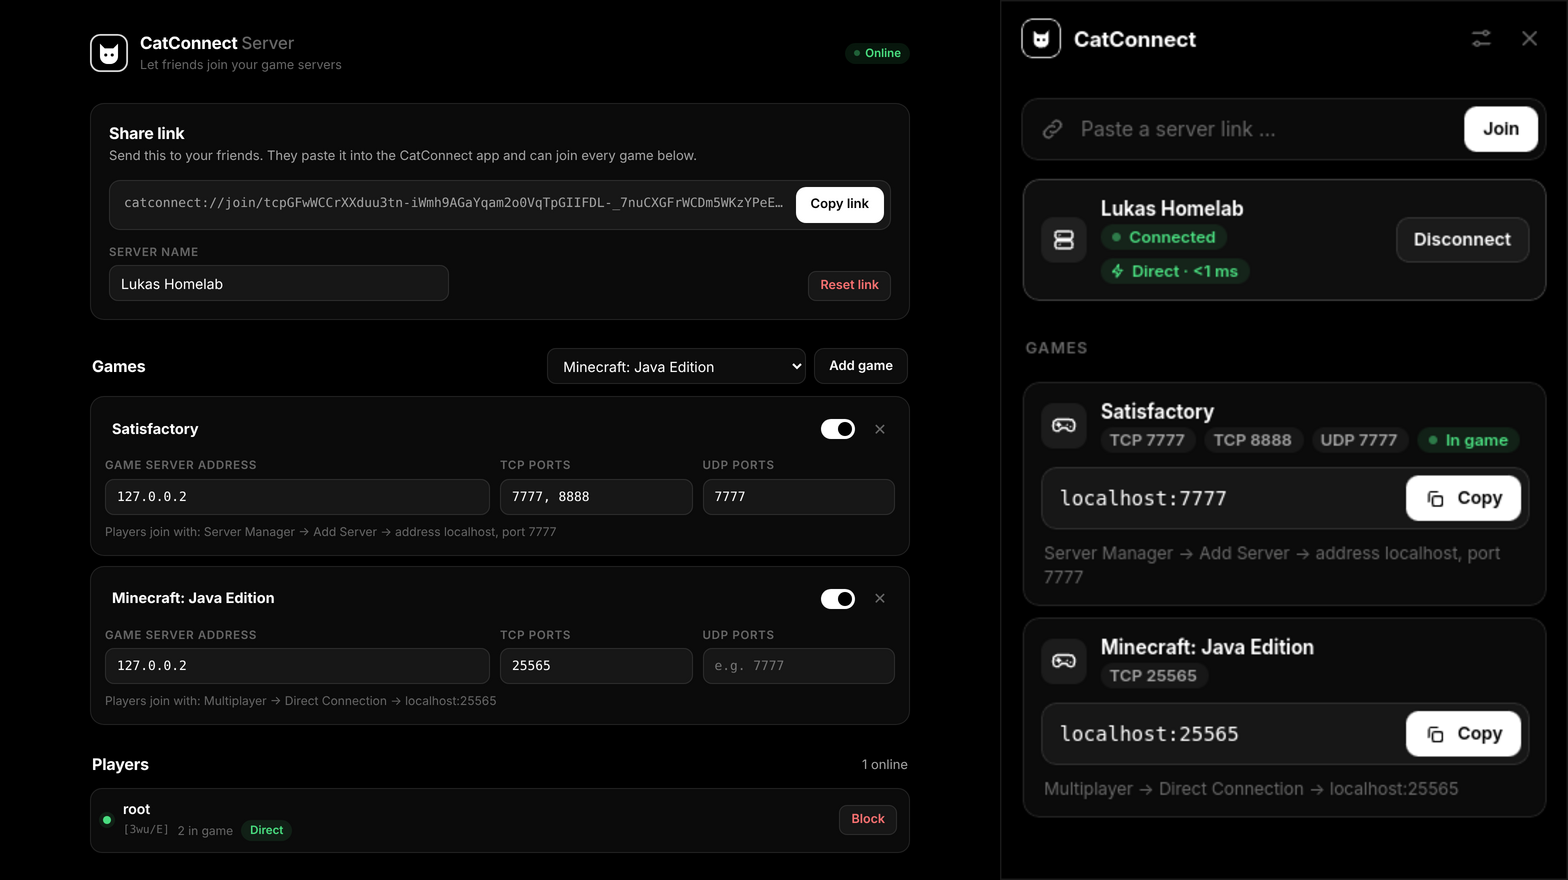 CatConnect Server
Let friends join your game servers
Online
Share link
Send this to your friends. They paste it into the CatConnect app and can join every game below.
catconnect://join/tcpGFwWCCrXXduu3tn-iWmh9AGaYqam2o0VqTpGIIFDL-_7nuCXGFrWCDm5WKzYPeE…
Copy link
SERVER NAME
Lukas Homelab
Reset link
Games
Minecraft: Java Edition
Add game
Satisfactory
GAME SERVER ADDRESS
TCP PORTS
UDP PORTS
127.0.0.2
7777, 8888
7777
Players join with: Server Manager → Add Server → address localhost, port 7777
Minecraft: Java Edition
GAME SERVER ADDRESS
TCP PORTS
UDP PORTS
127.0.0.2
25565
e.g. 7777
Players join with: Multiplayer → Direct Connection → localhost:25565
Players
1 online
root
[3wu/E] 2 in game Direct
Block
CatConnect
Paste a server link ...
Join
Lukas Homelab
Connected
Direct · <1 ms
Disconnect
GAMES
Satisfactory
TCP 7777 TCP 8888 UDP 7777 In game
localhost:7777
Copy
Server Manager → Add Server → address localhost, port
7777
Minecraft: Java Edition
TCP 25565
localhost:25565
Copy
Multiplayer → Direct Connection → localhost:25565